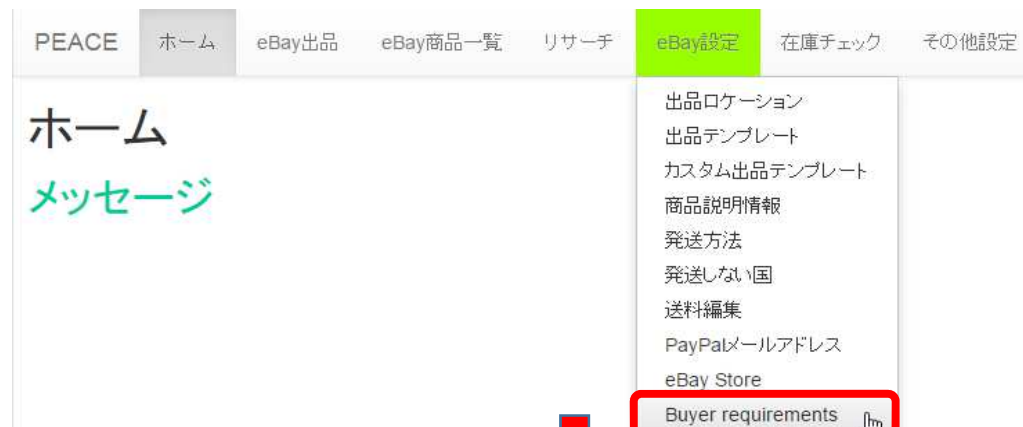 PEACE ホーム eBay出品 eBay商品一覧 リサーチ eBay設定 在庫チェック その他設定
ホーム
メッセージ
出品ロケーション
出品テンプレート
カスタム出品テンプレート
商品説明情報
発送方法
発送しない国
送料編集
PayPalメールアドレス
eBay Store
Buyer requirements